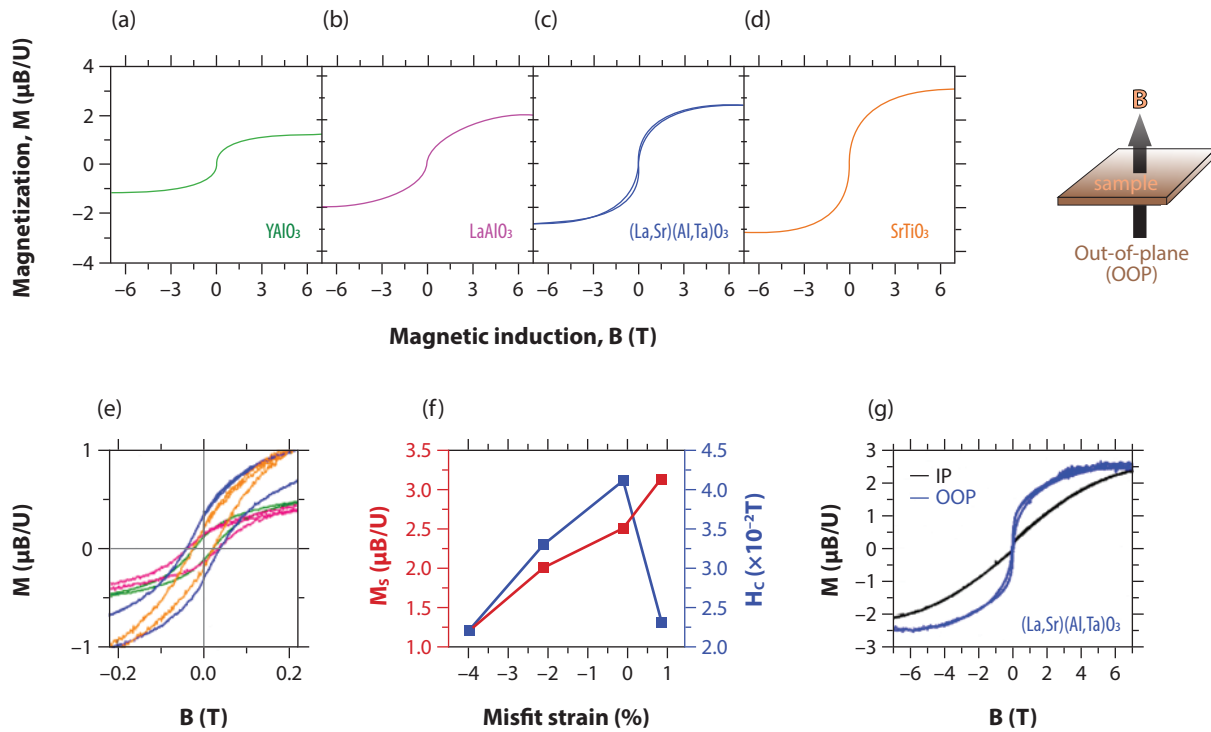 (a)
(b)
(c)
(d)
Magnetization, M (μB/U)
4
2
0
−2
−4
YAlO₃
LaAlO₃
(La,Sr)(Al,Ta)O₃
SrTiO₃
−6 −3 0 3 6
−6 −3 0 3 6
−6 −3 0 3 6
−6 −3 0 3 6
Magnetic induction, B (T)
B
sample
Out-of-plane
(OOP)
(e)
M (μB/U)
1
0
−1
−0.2 0.0 0.2
B (T)
(f)
Mₛ (μB/U)
3.5
3.0
2.5
2.0
1.5
1.0
4.5
4.0
3.5
3.0
2.5
2.0
H_C (×10⁻²T)
−4 −3 −2 −1 0 1
Misfit strain (%)
(g)
M (μB/U)
3
2
1
0
−1
−2
−3
IP
OOP
(La,Sr)(Al,Ta)O₃
−6 −4 −2 0 2 4 6
B (T)